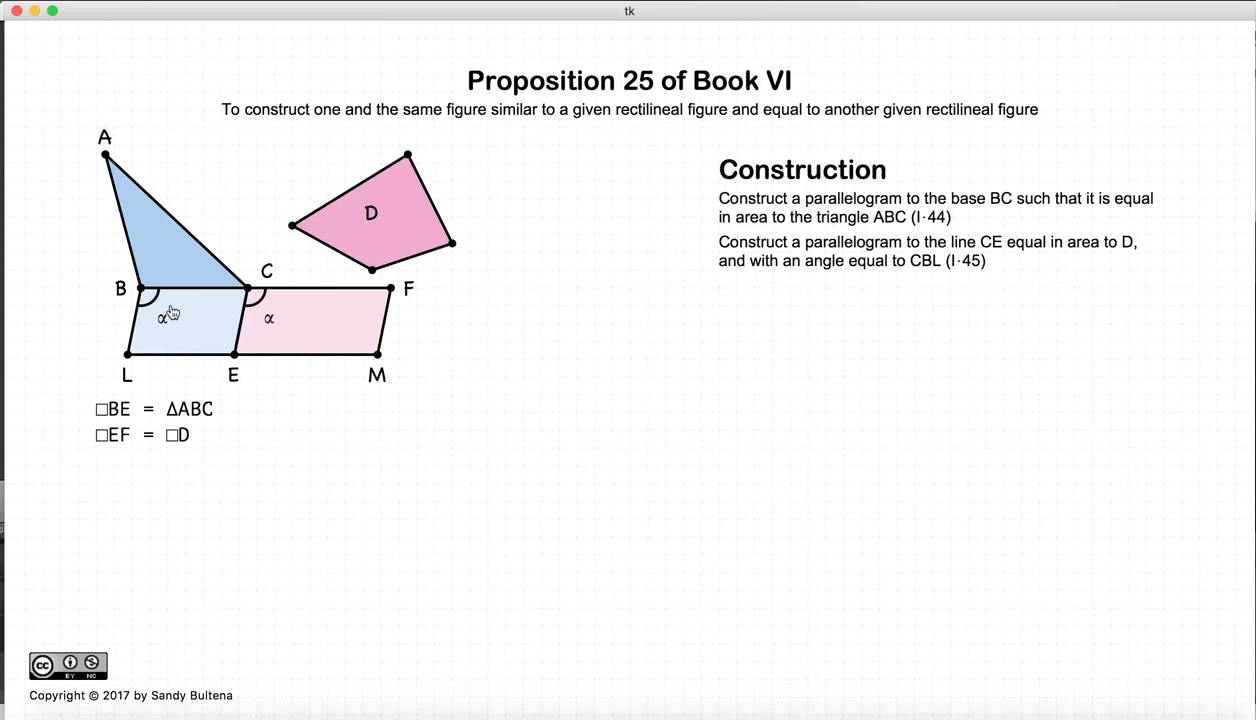 tk
Proposition 25 of Book VI
To construct one and the same figure similar to a given rectilineal figure and equal to another given rectilineal figure
A
D
Construction
Construct a parallelogram to the base BC such that it is equal
in area to the triangle ABC (I·44)
Construct a parallelogram to the line CE equal in area to D,
and with an angle equal to CBL (I·45)
B
C
F
α
α
L
E
M
□BE = ΔABC
□EF = □D
cc
BY NC
Copyright © 2017 by Sandy Bultena